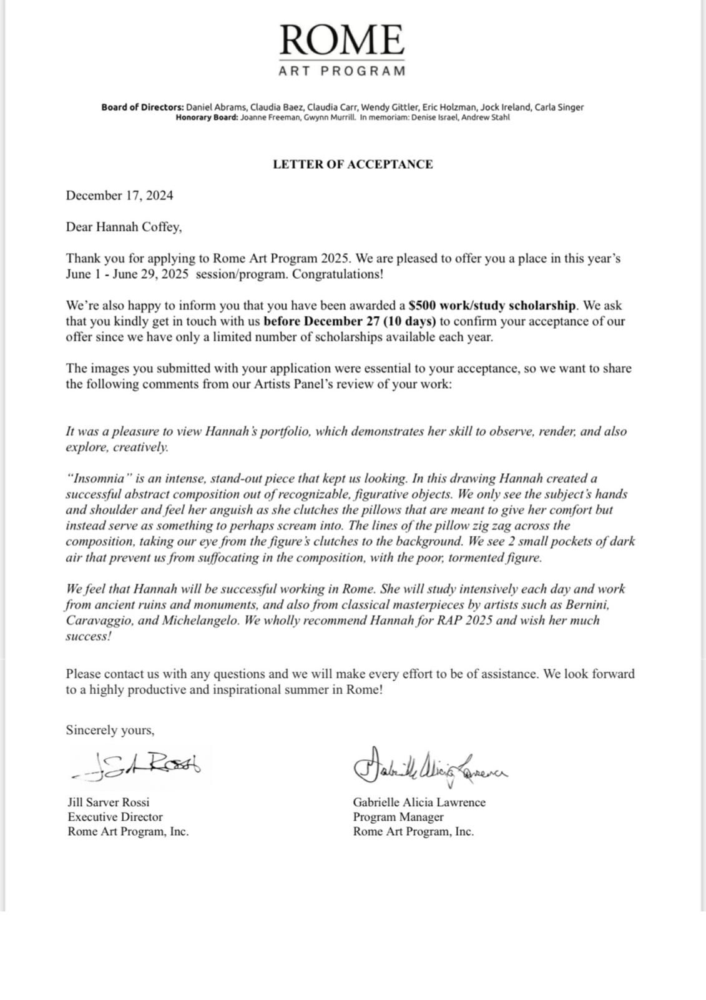 ROME
ART PROGRAM
Board of Directors: Daniel Abrams, Claudia Baez, Claudia Carr, Wendy Gittler, Eric Holzman, Jock Ireland, Carla Singer
Honorary Board: Joanne Freeman, Gwynn Murrill. In memoriam: Denise Israel, Andrew Stahl
LETTER OF ACCEPTANCE
December 17, 2024
Dear Hannah Coffey,
Thank you for applying to Rome Art Program 2025. We are pleased to offer you a place in this year’s
June 1 - June 29, 2025 session/program. Congratulations!
We’re also happy to inform you that you have been awarded a $500 work/study scholarship. We ask
that you kindly get in touch with us before December 27 (10 days) to confirm your acceptance of our
offer since we have only a limited number of scholarships available each year.
The images you submitted with your application were essential to your acceptance, so we want to share
the following comments from our Artists Panel’s review of your work:
It was a pleasure to view Hannah’s portfolio, which demonstrates her skill to observe, render, and also
explore, creatively.
“Insomnia” is an intense, stand-out piece that kept us looking. In this drawing Hannah created a
successful abstract composition out of recognizable, figurative objects. We only see the subject’s hands
and shoulder and feel her anguish as she clutches the pillows that are meant to give her comfort but
instead serve as something to perhaps scream into. The lines of the pillow zig zag across the
composition, taking our eye from the figure’s clutches to the background. We see 2 small pockets of dark
air that prevent us from suffocating in the composition, with the poor, tormented figure.
We feel that Hannah will be successful working in Rome. She will study intensively each day and work
from ancient ruins and monuments, and also from classical masterpieces by artists such as Bernini,
Caravaggio, and Michelangelo. We wholly recommend Hannah for RAP 2025 and wish her much
success!
Please contact us with any questions and we will make every effort to be of assistance. We look forward
to a highly productive and inspirational summer in Rome!
Sincerely yours,
JSA Rossi
Gabrielle Alicia Lawrence
Jill Sarver Rossi
Gabrielle Alicia Lawrence
Executive Director
Program Manager
Rome Art Program, Inc.
Rome Art Program, Inc.